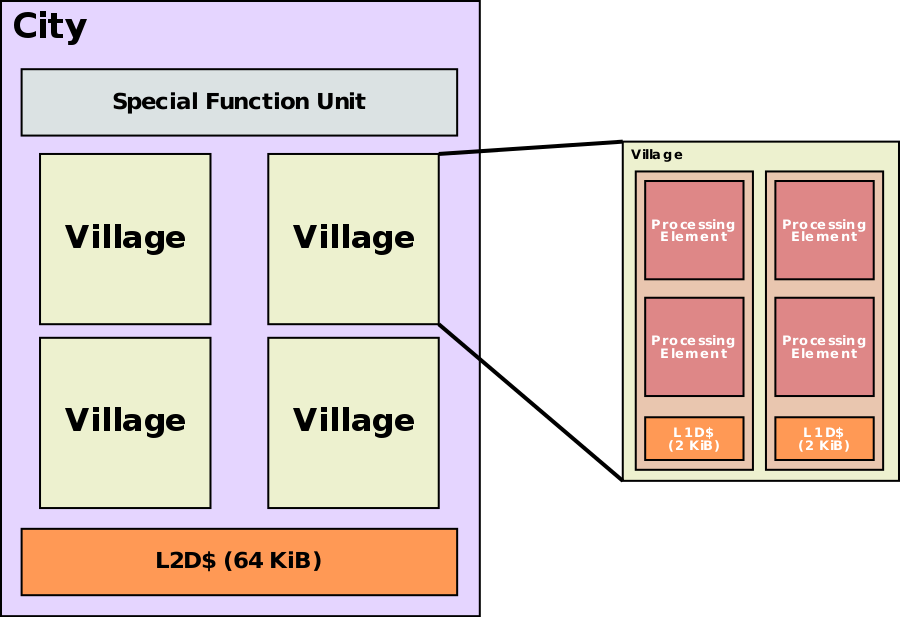 City
Special Function Unit
Village
Village
Village
Village
L2D$ (64 KiB)
Village
Processing
Element
Processing
Element
Processing
Element
Processing
Element
L1D$
(2 KiB)
L1D$
(2 KiB)